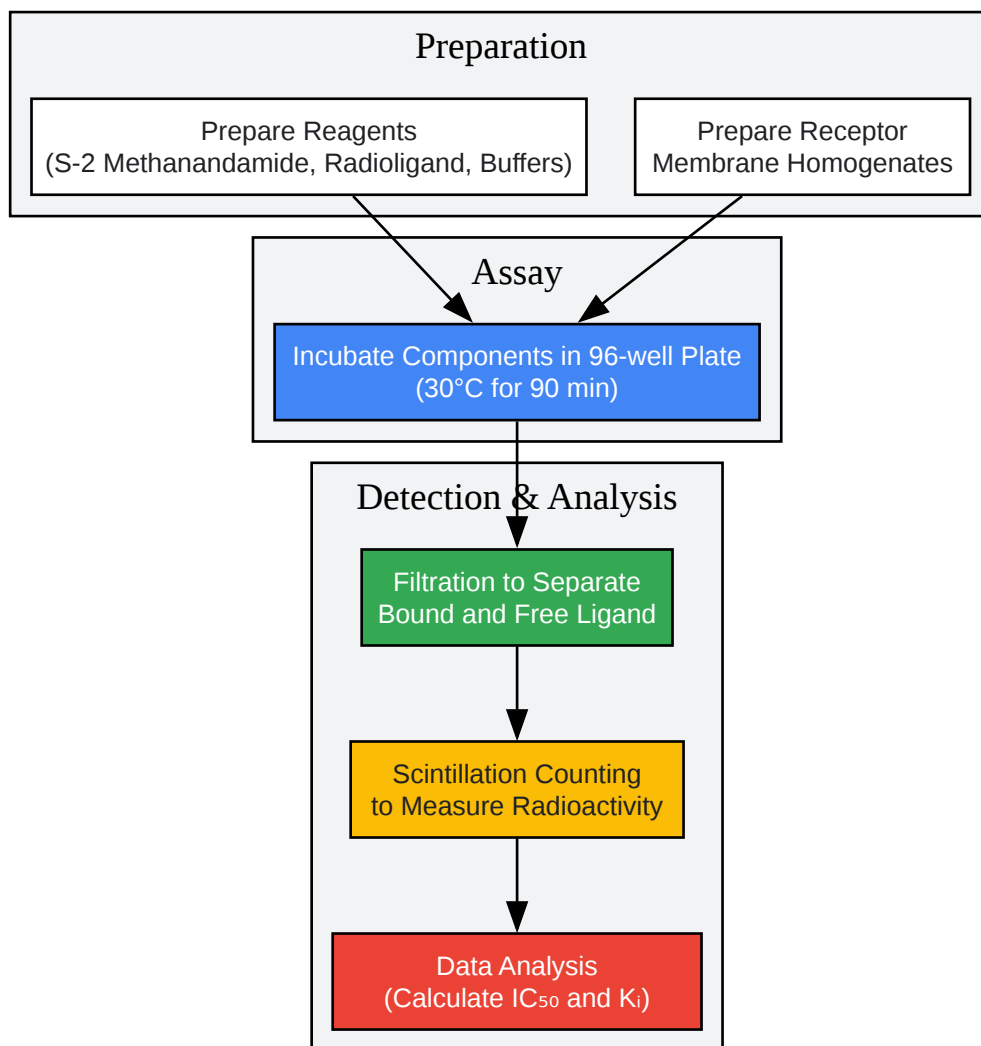 Preparation
Prepare Reagents
(S-2 Methanandamide, Radioligand, Buffers)
Prepare Receptor
Membrane Homogenates
Assay
Incubate Components in 96-well Plate
(30°C for 90 min)
Detection & Analysis
Filtration to Separate
Bound and Free Ligand
Scintillation Counting
to Measure Radioactivity
Data Analysis
(Calculate IC₅₀ and Kᵢ)